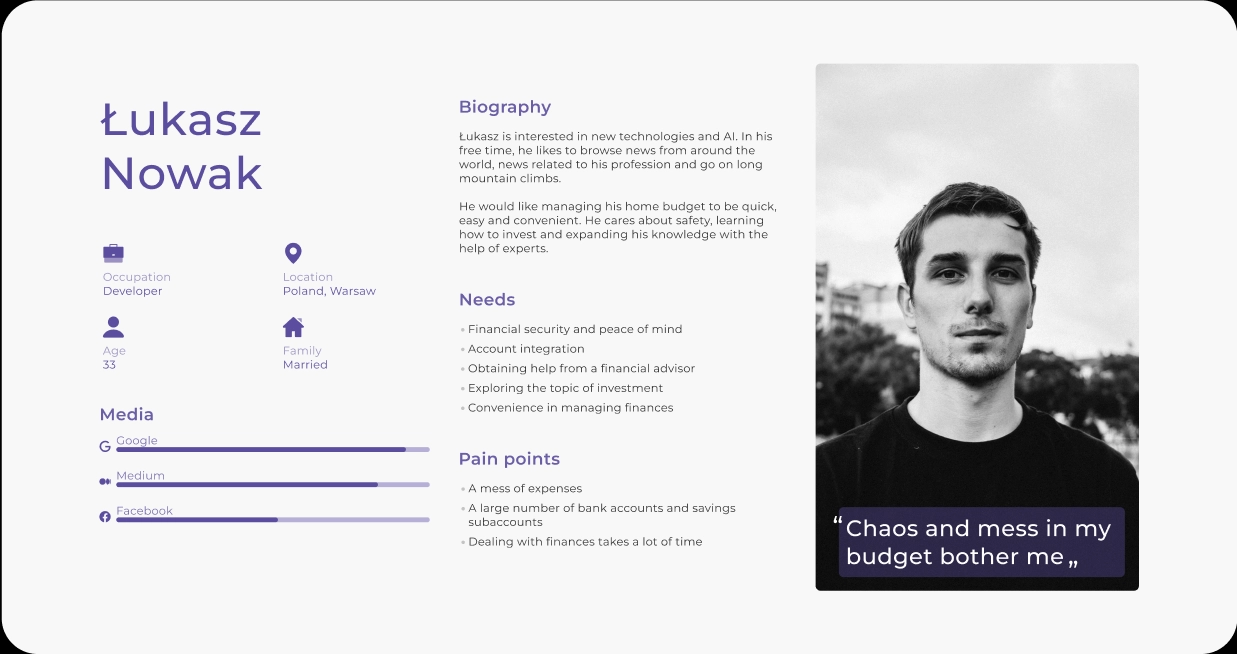 Łukasz
Nowak
Occupation
Developer
Location
Poland, Warsaw
Age
33
Family
Married
Media
Google
Medium
Facebook
Biography
Łukasz is interested in new technologies and AI. In his
free time, he likes to browse news from around the
world, news related to his profession and go on long
mountain climbs.
He would like managing his home budget to be quick,
easy and convenient. He cares about safety, learning
how to invest and expanding his knowledge with the
help of experts.
Needs
• Financial security and peace of mind
• Account integration
• Obtaining help from a financial advisor
• Exploring the topic of investment
• Convenience in managing finances
Pain points
• A mess of expenses
• A large number of bank accounts and savings
subaccounts
• Dealing with finances takes a lot of time
“Chaos and mess in my
budget bother me„